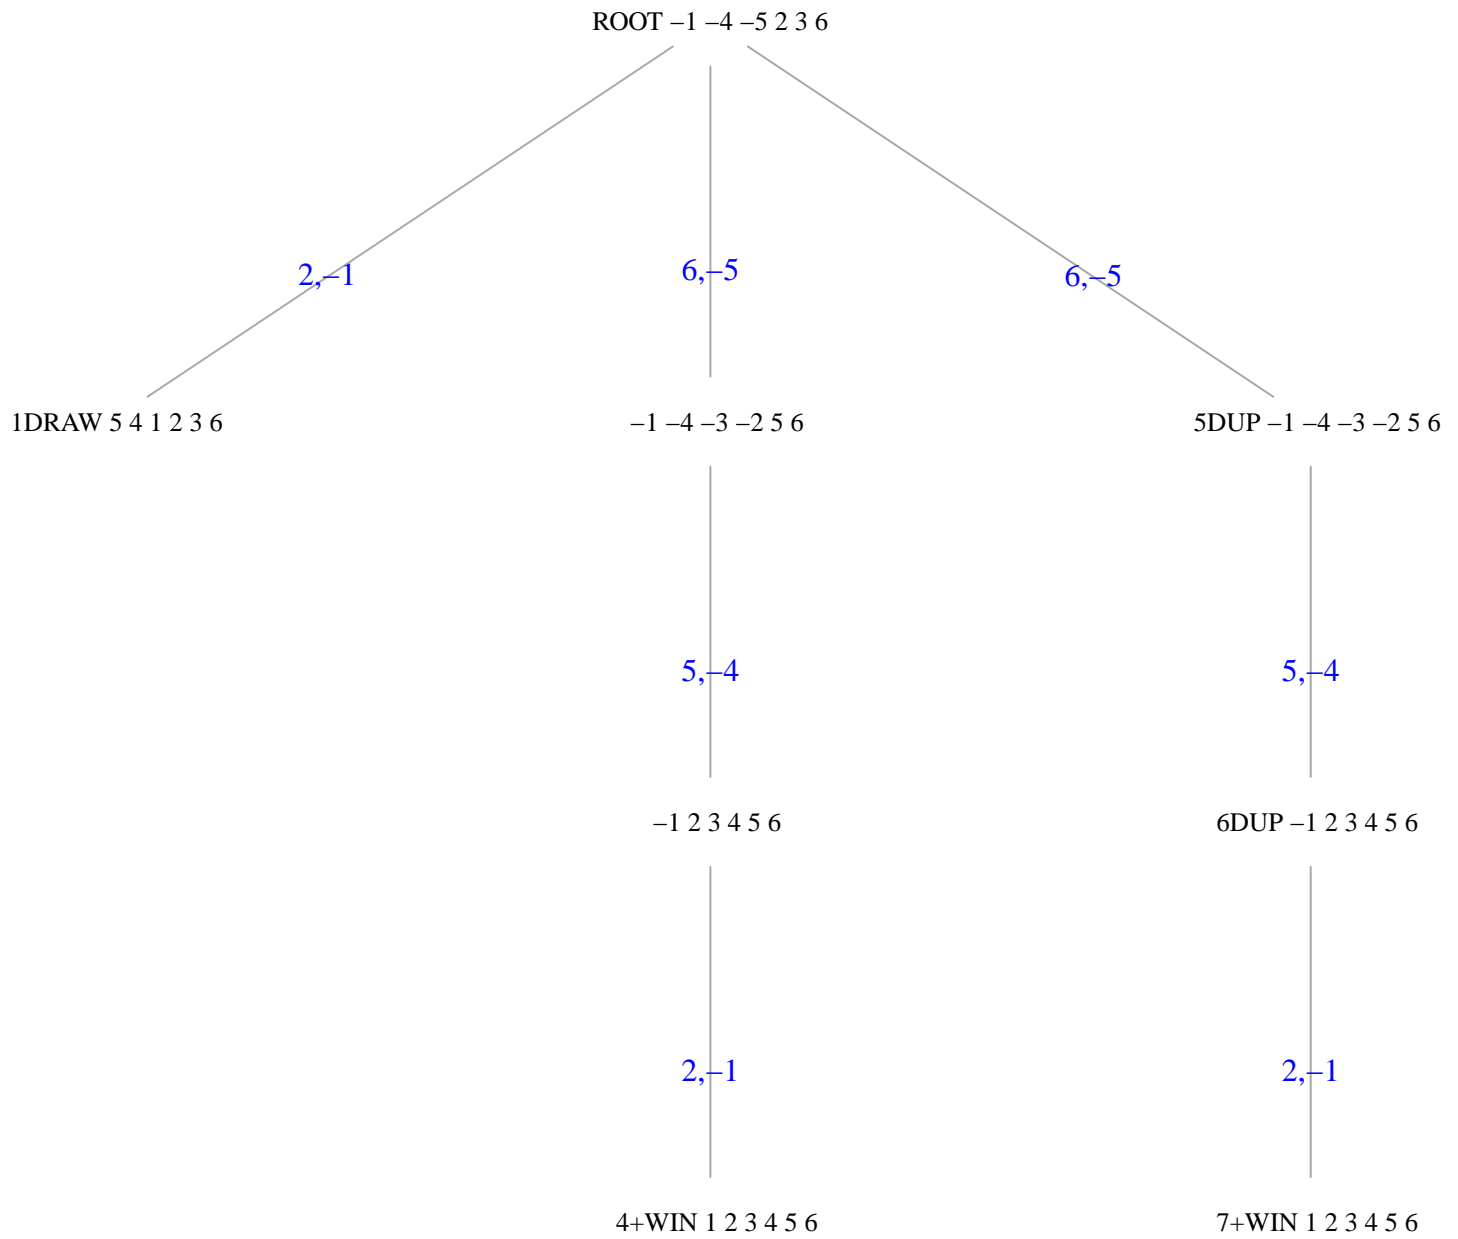 ROOT –1 –4 –5 2 3 6
2,–1
6,–5
6,–5
1DRAW 5 4 1 2 3 6
–1 –4 –3 –2 5 6
5DUP –1 –4 –3 –2 5 6
5,–4
5,–4
–1 2 3 4 5 6
6DUP –1 2 3 4 5 6
2,–1
2,–1
4+WIN 1 2 3 4 5 6
7+WIN 1 2 3 4 5 6